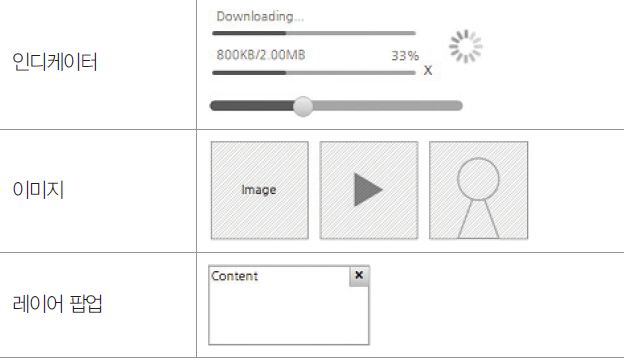 인디케이터
Downloading...
800KB/2.00MB 33%
X
이미지
Image
레이어 팝업
Content x